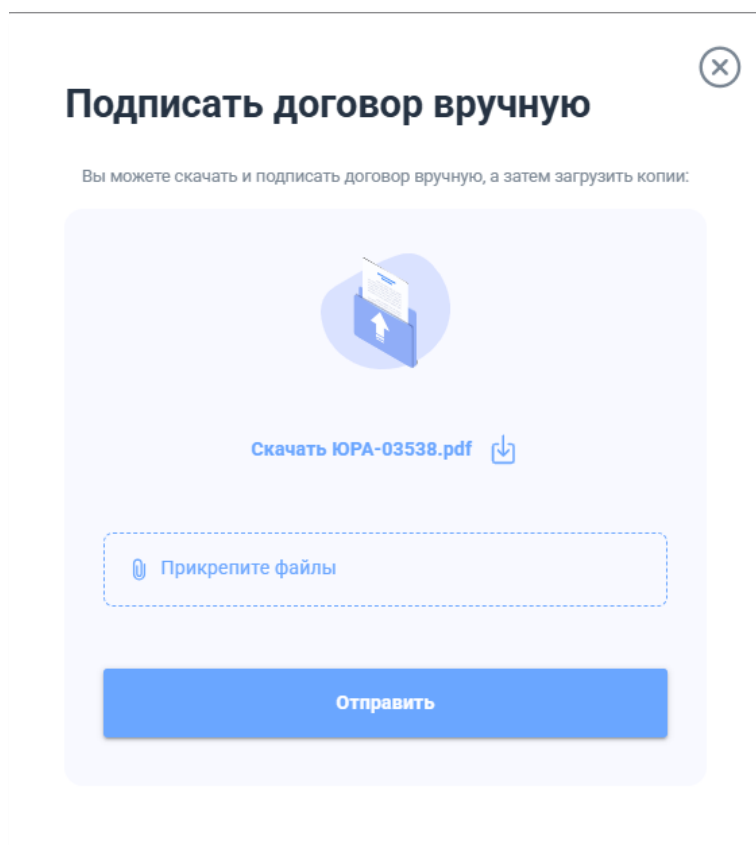 Подписать договор вручную
Вы можете скачать и подписать договор вручную, а затем загрузить копии:
Скачать ЮРА-03538.pdf
Прикрепите файлы
Отправить